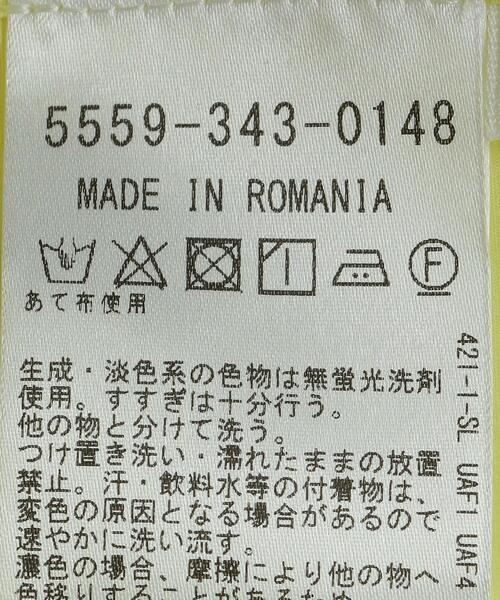 5559-343-0148
MADE IN ROMANIA
F
あて布使用
生成・淡色系の色物は無蛍光洗剤
使用。すすぎは十分行う。
他の物と分けて洗う。
つけ置き洗い・濡れたままの放置
禁止。汗・飲料水等の付着物は、
変色の原因となる場合があるので
速やかに洗い流す。
濃色の場合、摩擦により他の物へ
421-1-SL UAF1 UAF4